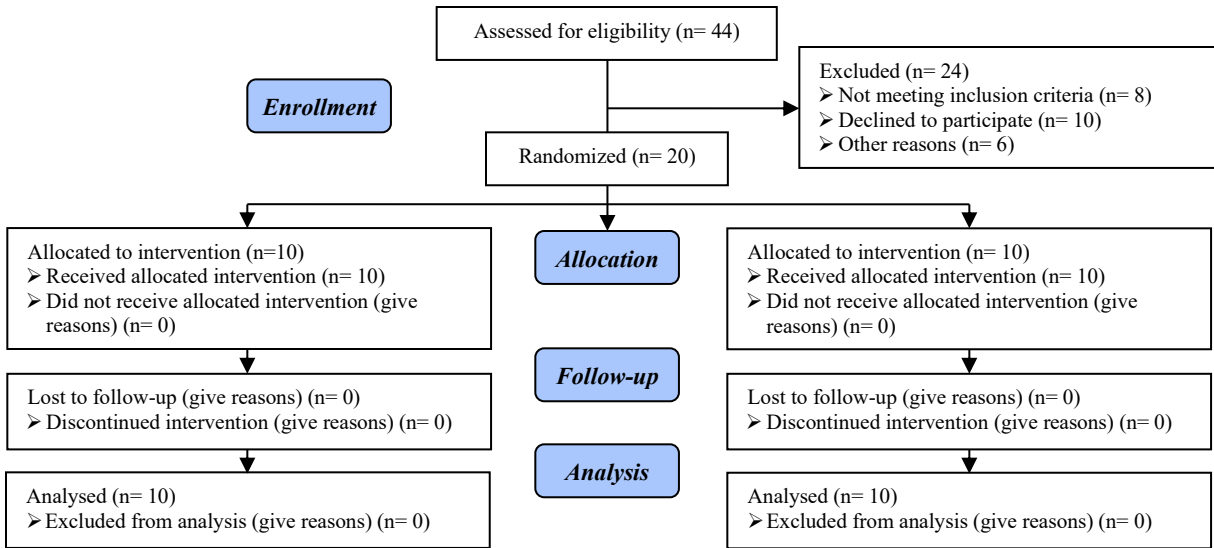 Assessed for eligibility (n= 44)
Excluded (n= 24)
➢ Not meeting inclusion criteria (n= 8)
➢ Declined to participate (n= 10)
➢ Other reasons (n= 6)
Enrollment
Randomized (n= 20)
Allocated to intervention (n=10)
➢ Received allocated intervention (n= 10)
➢ Did not receive allocated intervention (give
reasons) (n= 0)
Allocation
Allocated to intervention (n= 10)
➢ Received allocated intervention (n= 10)
➢ Did not receive allocated intervention (give
reasons) (n= 0)
Follow-up
Lost to follow-up (give reasons) (n= 0)
➢ Discontinued intervention (give reasons) (n= 0)
Lost to follow-up (give reasons) (n= 0)
➢ Discontinued intervention (give reasons) (n= 0)
Analysis
Analysed (n= 10)
➢ Excluded from analysis (give reasons) (n= 0)
Analysed (n= 10)
➢ Excluded from analysis (give reasons) (n= 0)